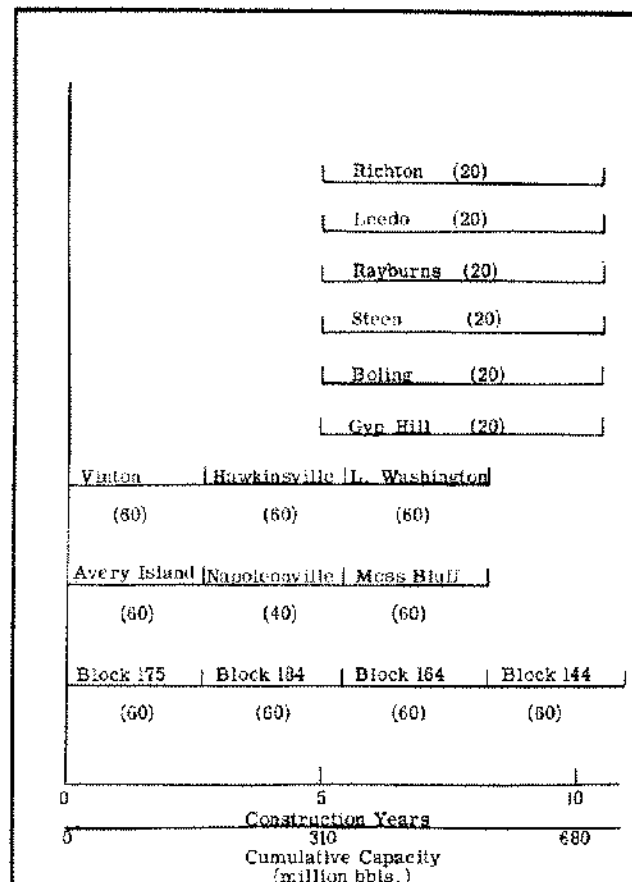 Richton (20)
Leedo (20)
Rayburns (20)
Steen (20)
Boling (20)
Gyp Hill (20)
Vinton Hawkinsville L. Washington
(60) (60) (60)
Avery Island Napoleonville Moss Bluff
(60) (40) (60)
Block 175 Block 184 Block 164 Block 144
(60) (60) (60) (60)
0 5 10
Construction Years
0 310 680
Cumulative Capacity
(million bbls.)